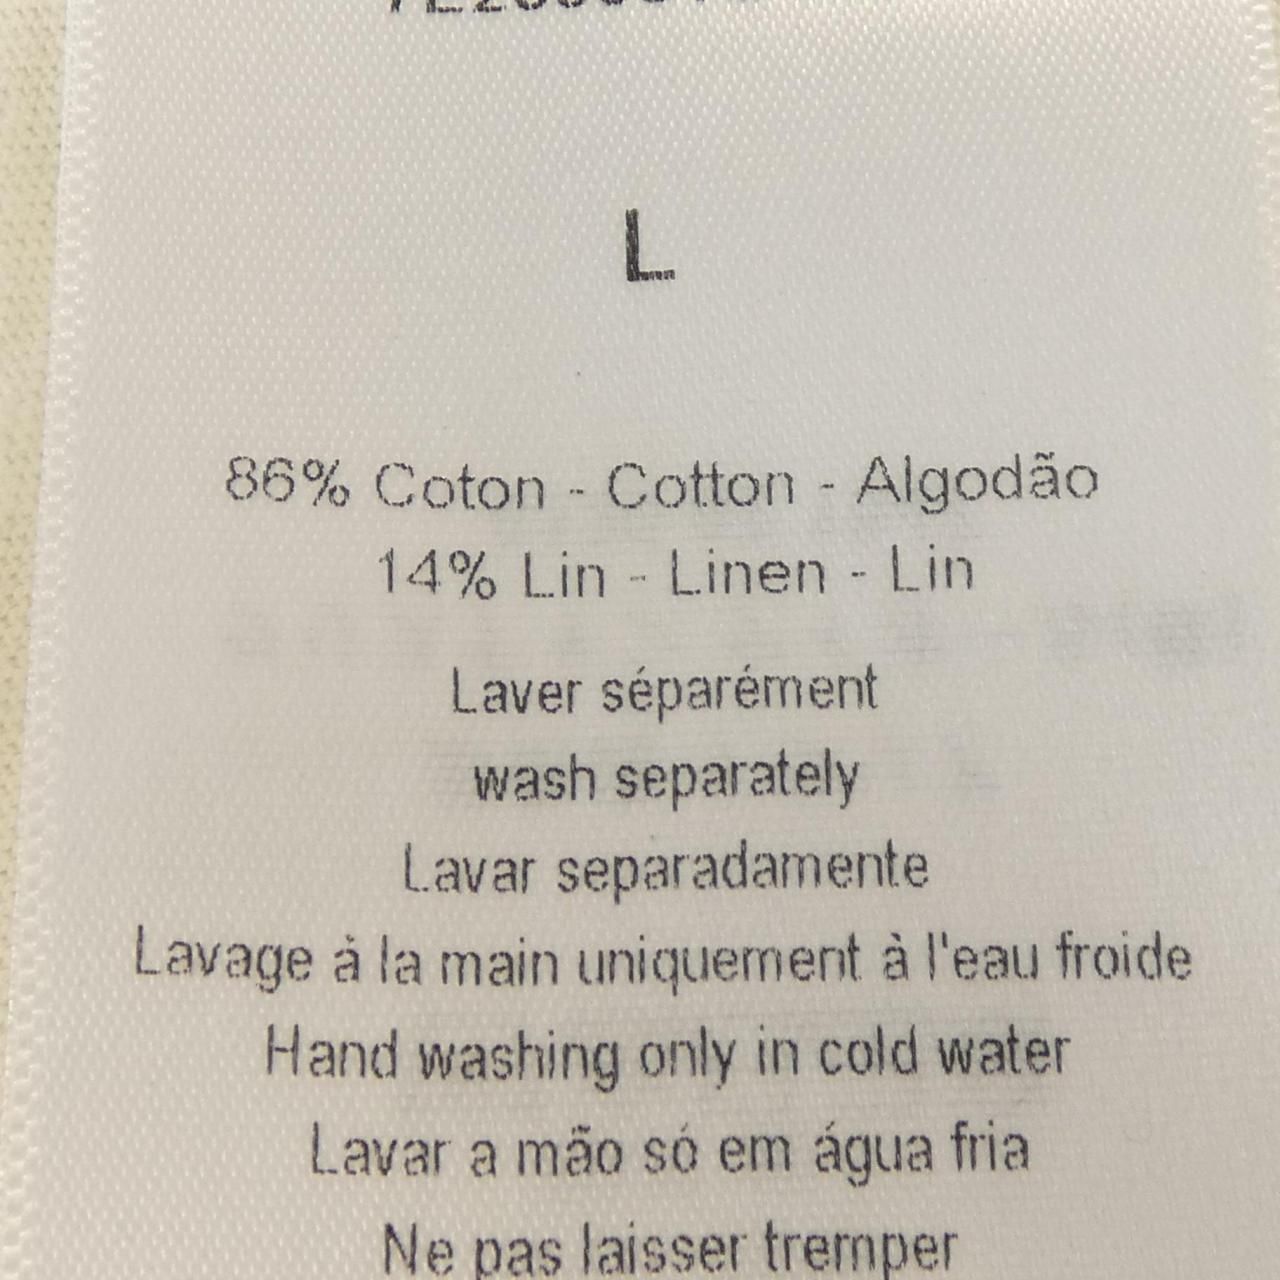 L
86% Coton - Cotton - Algodão
14% Lin - Linen - Lin
Laver séparément
wash separately
Lavar separadamente
Lavage à la main uniquement à l'eau froide
Hand washing only in cold water
Lavar a mão só em água fria
Ne pas laisser tremper